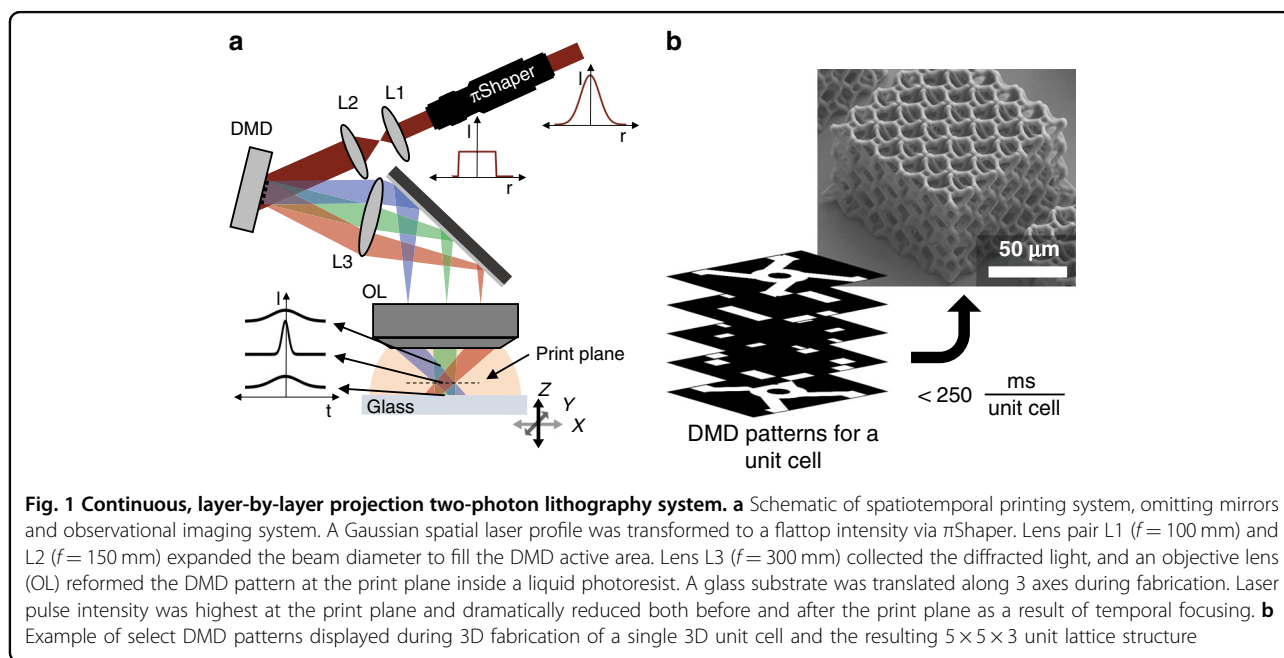 a
πShaper
L1
L2
DMD
I
r
I
r
L3
OL
I
t
Print plane
Glass
Z
Y
X
b
50 μm
< 250 ms
unit cell
DMD patterns for a
unit cell
Fig. 1 Continuous, layer-by-layer projection two-photon lithography system. a Schematic of spatiotemporal printing system, omitting mirrors
and observational imaging system. A Gaussian spatial laser profile was transformed to a flattop intensity via πShaper. Lens pair L1 (f = 100 mm) and
L2 (f = 150 mm) expanded the beam diameter to fill the DMD active area. Lens L3 (f = 300 mm) collected the diffracted light, and an objective lens
(OL) reformed the DMD pattern at the print plane inside a liquid photoresist. A glass substrate was translated along 3 axes during fabrication. Laser
pulse intensity was highest at the print plane and dramatically reduced both before and after the print plane as a result of temporal focusing. b
Example of select DMD patterns displayed during 3D fabrication of a single 3D unit cell and the resulting 5 × 5 × 3 unit lattice structure